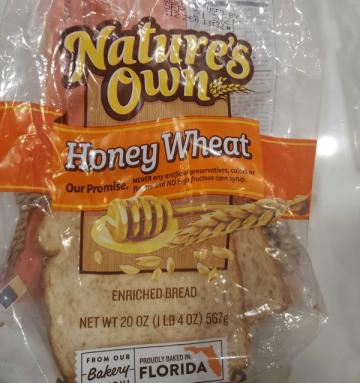 Nature's
Own
Honey Wheat
Our Promise.
NEVER any artificial preservatives, colors or
flavors and NO high fructose corn syrup.
ENRICHED BREAD
NET WT 20 OZ (1 LB 4 OZ) 567g
FROM OUR
Bakery
PROUDLY BAKED IN:
FLORIDA